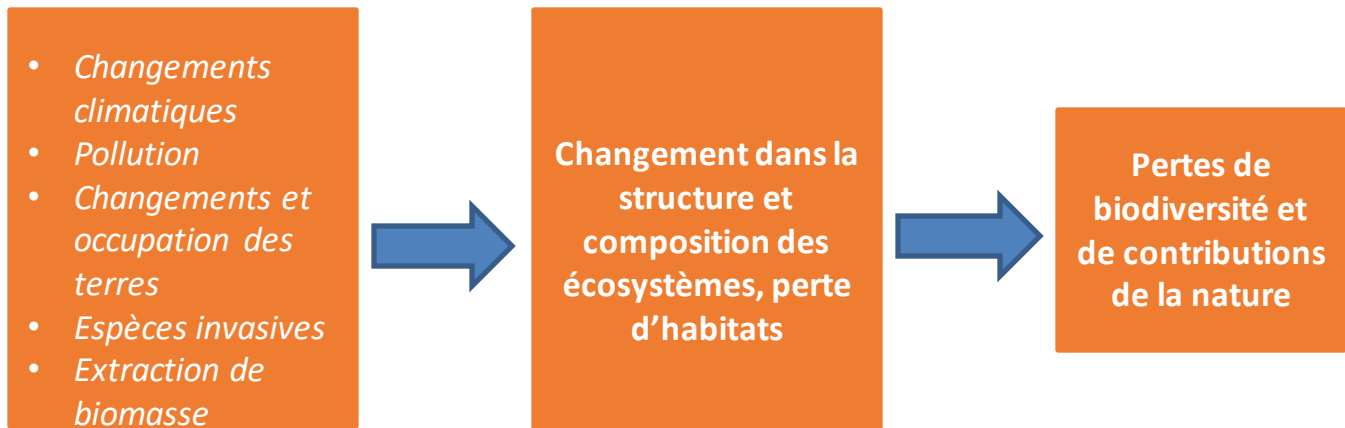 • Changements
climatiques
• Pollution
• Changements et
occupation des
terres
• Espèces invasives
• Extraction de
biomasse
Changement dans la
structure et
composition des
écosystèmes, perte
d’habitats
Pertes de
biodiversité et
de contributions
de la nature